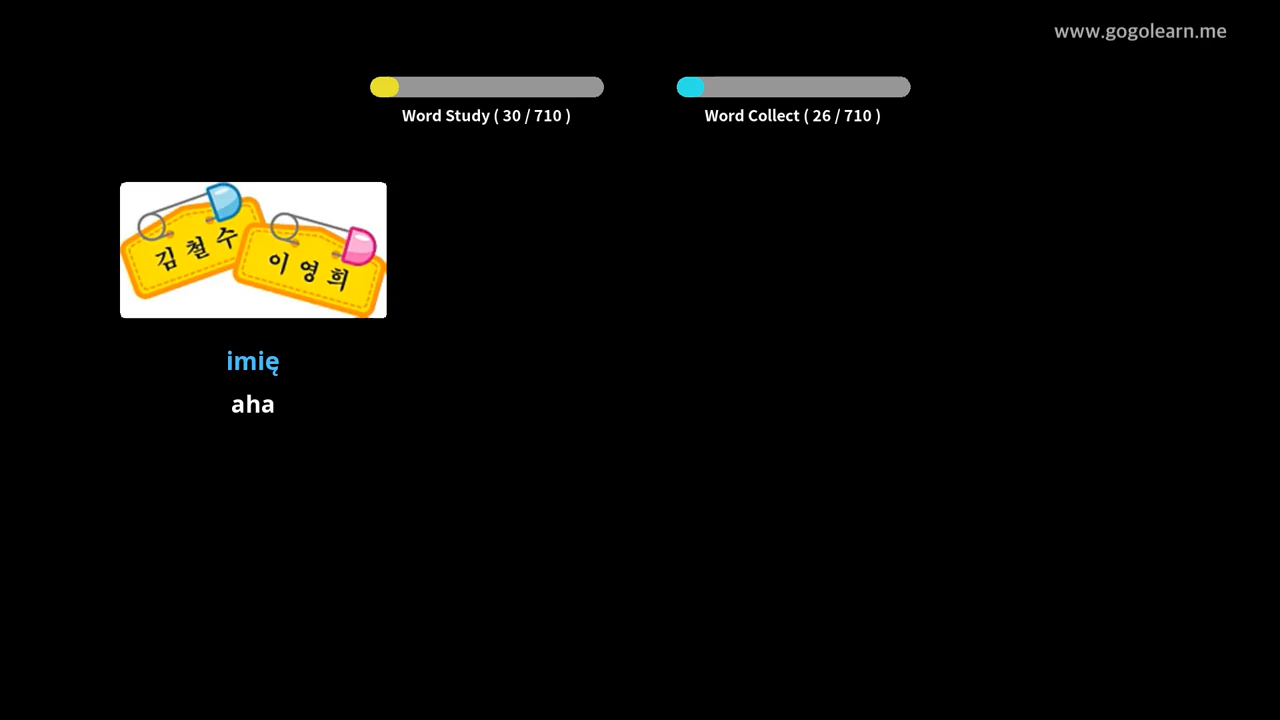 www.gogolearn.me
Word Study ( 30 / 710 )
Word Collect ( 26 / 710 )
김철수
이영희
imię
aha